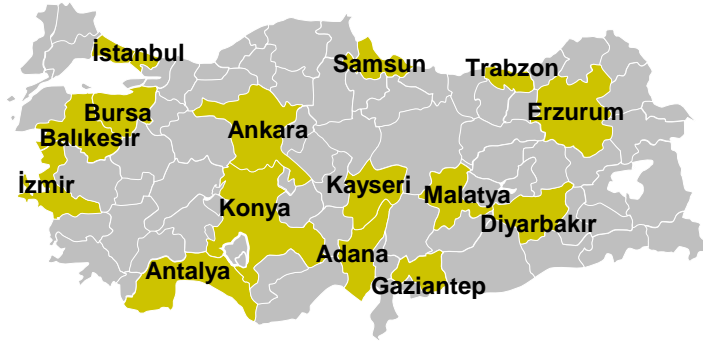 İstanbul
Samsun
Trabzon
Bursa
Erzurum
Balıkesir
Ankara
İzmir
Kayseri
Malatya
Konya
Diyarbakır
Antalya
Adana
Gaziantep